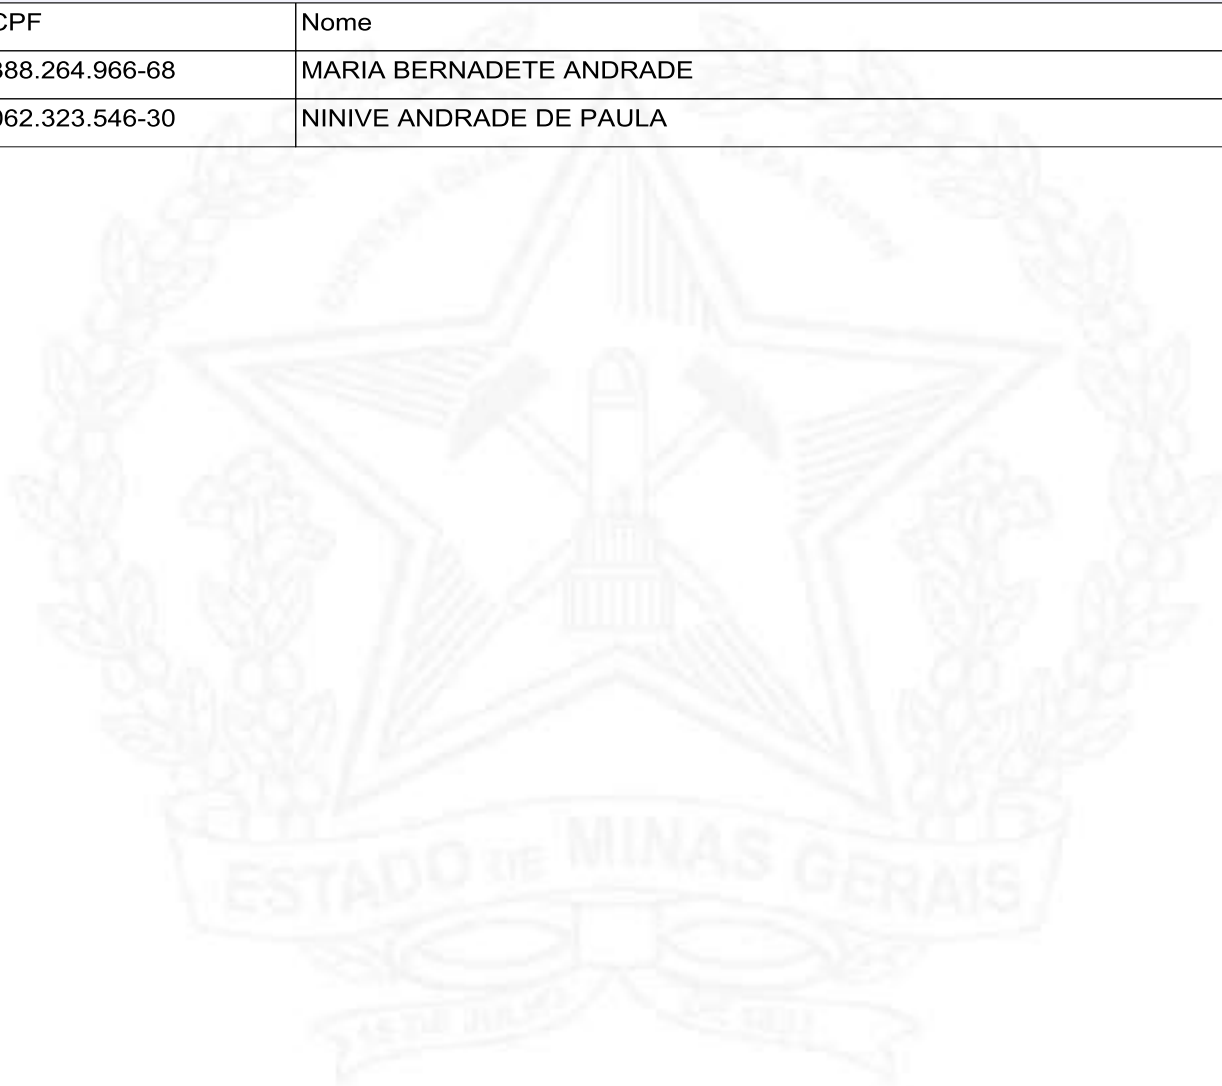 CPF Nome
388.264.966-68 MARIA BERNADETE ANDRADE
062.323.546-30 NINIVE ANDRADE DE PAULA
ESTADO DE MINAS GERAIS